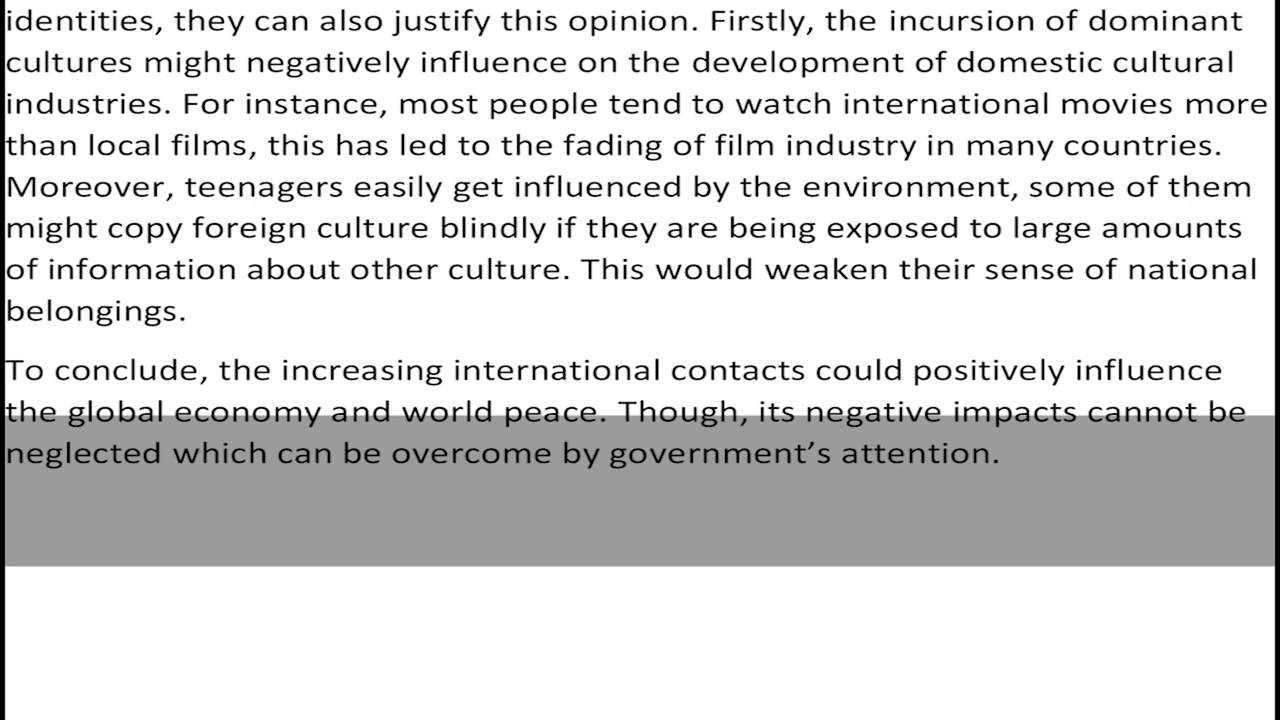 identities, they can also justify this opinion. Firstly, the incursion of dominant
cultures might negatively influence on the development of domestic cultural
industries. For instance, most people tend to watch international movies more
than local films, this has led to the fading of film industry in many countries.
Moreover, teenagers easily get influenced by the environment, some of them
might copy foreign culture blindly if they are being exposed to large amounts
of information about other culture. This would weaken their sense of national
belongings.
To conclude, the increasing international contacts could positively influence
the global economy and world peace. Though, its negative impacts cannot be
neglected which can be overcome by government’s attention.